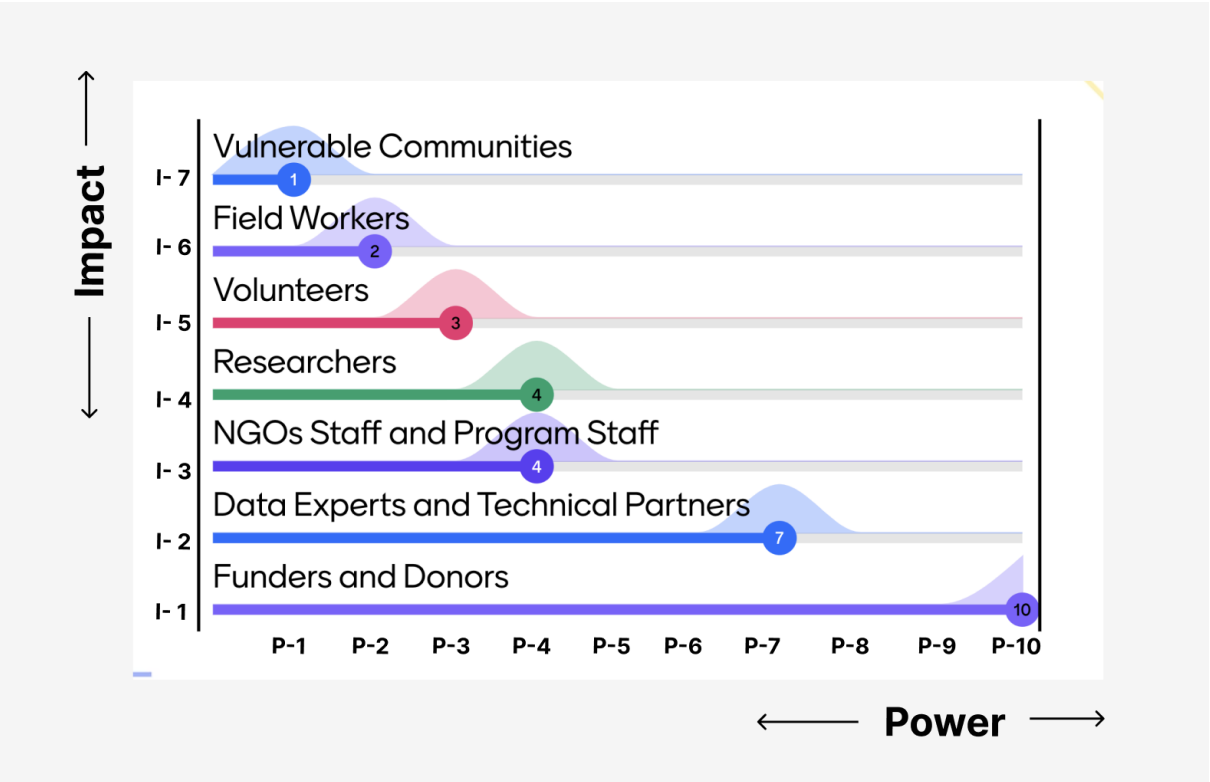 Impact
Vulnerable Communities
I- 7
1
Field Workers
I- 6
2
Volunteers
I- 5
3
Researchers
I- 4
4
NGOs Staff and Program Staff
I- 3
4
Data Experts and Technical Partners
I- 2
7
Funders and Donors
I- 1
10
P-1 P-2 P-3 P-4 P-5 P-6 P-7 P-8 P-9 P-10
Power